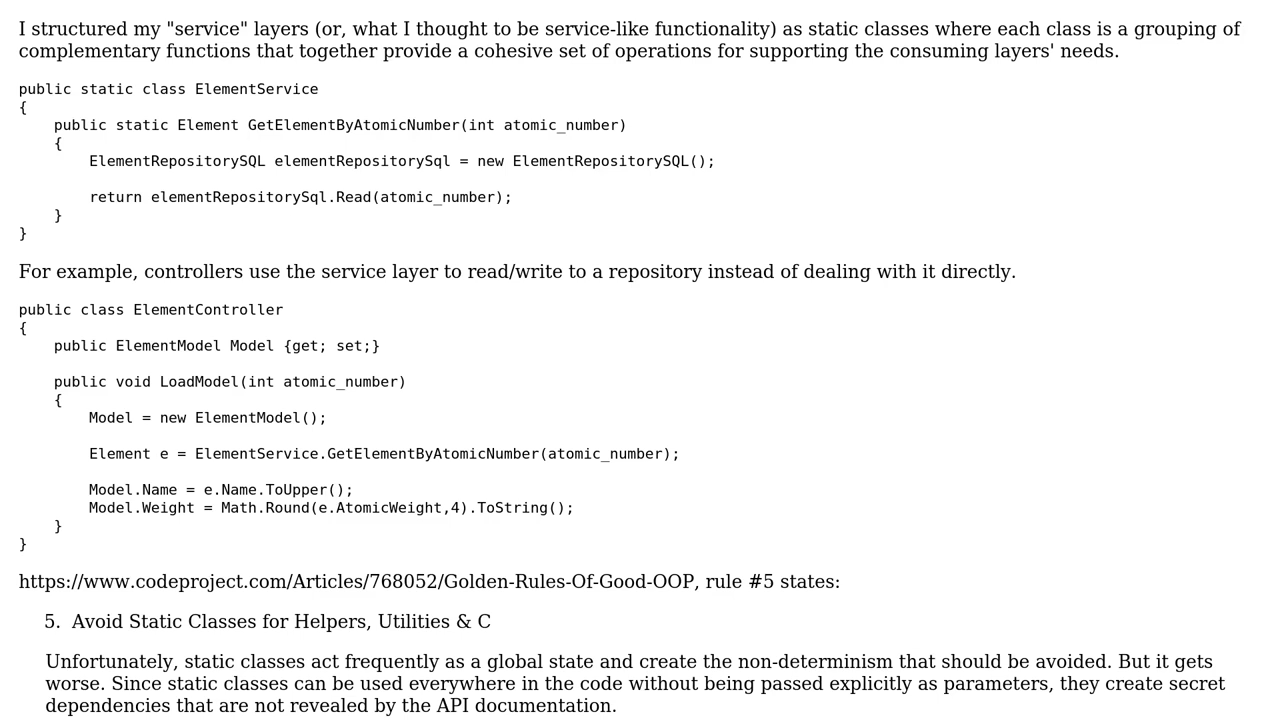 I structured my "service" layers (or, what I thought to be service-like functionality) as static classes where each class is a grouping of
complementary functions that together provide a cohesive set of operations for supporting the consuming layers' needs.
public static class ElementService
{
    public static Element GetElementByAtomicNumber(int atomic_number)
    {
        ElementRepositorySQL elementRepositorySql = new ElementRepositorySQL();
        return elementRepositorySql.Read(atomic_number);
    }
}
For example, controllers use the service layer to read/write to a repository instead of dealing with it directly.
public class ElementController
{
    public ElementModel Model {get; set;}
    public void LoadModel(int atomic_number)
    {
        Model = new ElementModel();
        Element e = ElementService.GetElementByAtomicNumber(atomic_number);
        Model.Name = e.Name.ToUpper();
        Model.Weight = Math.Round(e.AtomicWeight,4).ToString();
    }
}
https://www.codeproject.com/Articles/768052/Golden-Rules-Of-Good-OOP, rule #5 states:
5. Avoid Static Classes for Helpers, Utilities & C
Unfortunately, static classes act frequently as a global state and create the non-determinism that should be avoided. But it gets
worse. Since static classes can be used everywhere in the code without being passed explicitly as parameters, they create secret
dependencies that are not revealed by the API documentation.